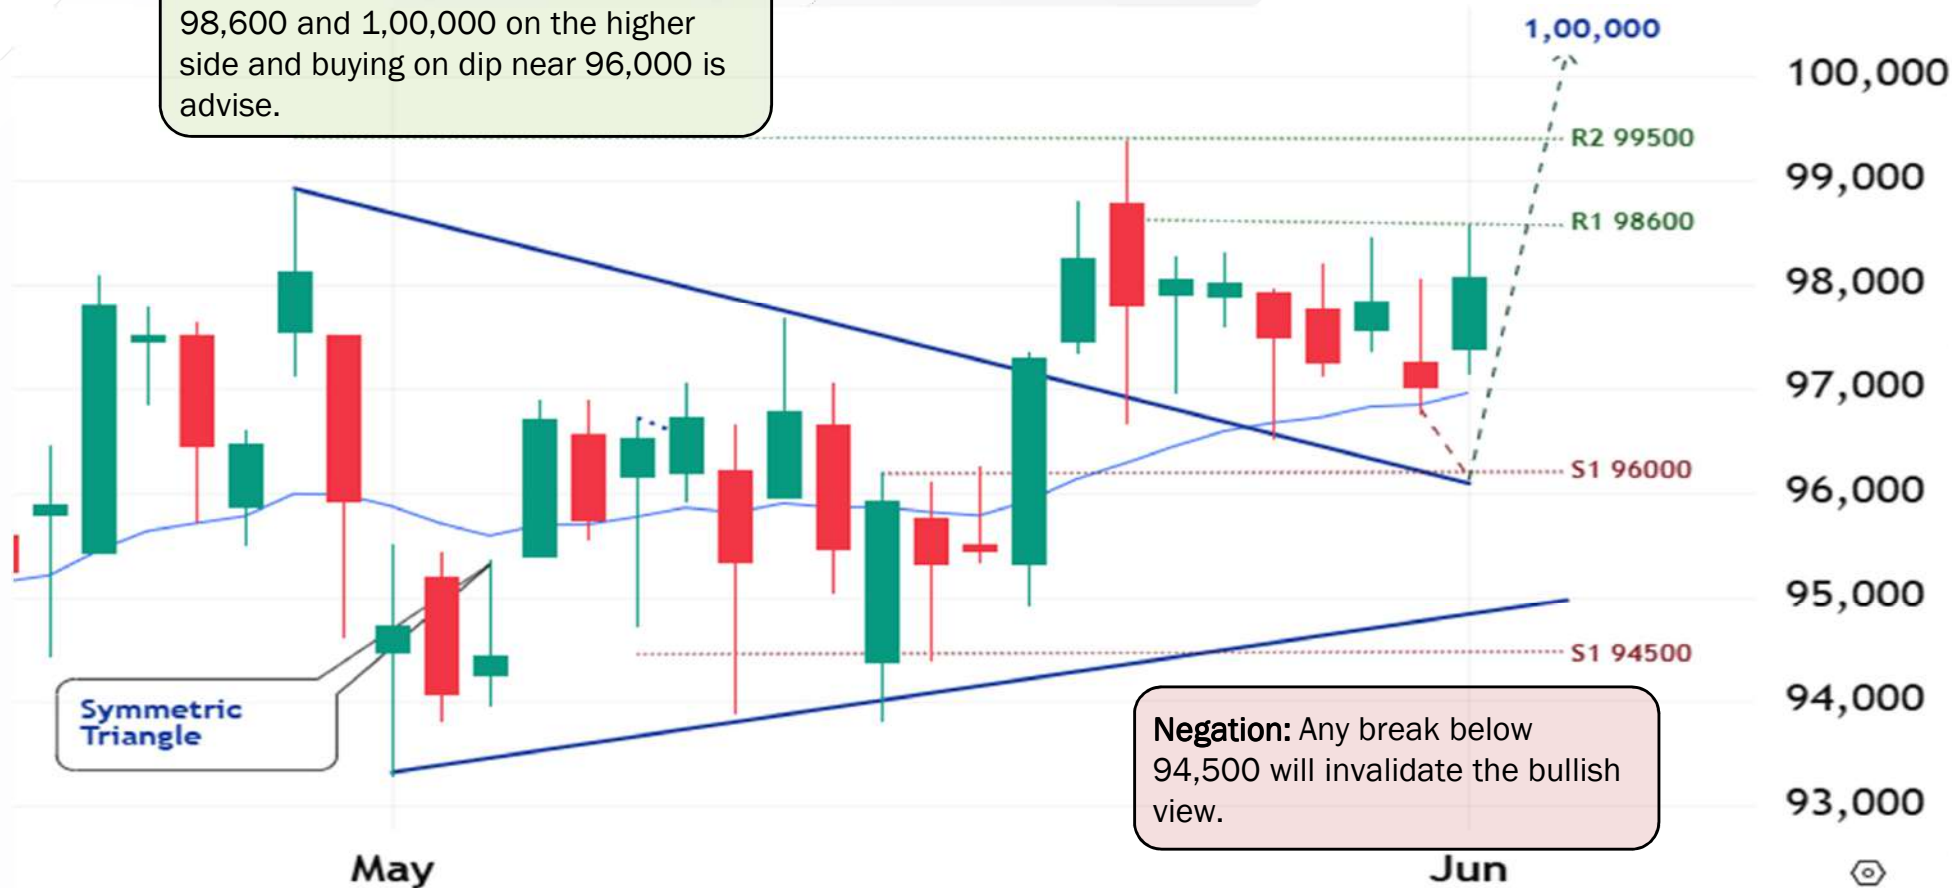 98,600 and 1,00,000 on the higher
side and buying on dip near 96,000 is
advise.
1,00,000
100,000
R2 99500
99,000
R1 98600
98,000
97,000
S1 96000
96,000
95,000
S1 94500
94,000
Symmetric
Triangle
Negation: Any break below
94,500 will invalidate the bullish
view.
93,000
May
Jun